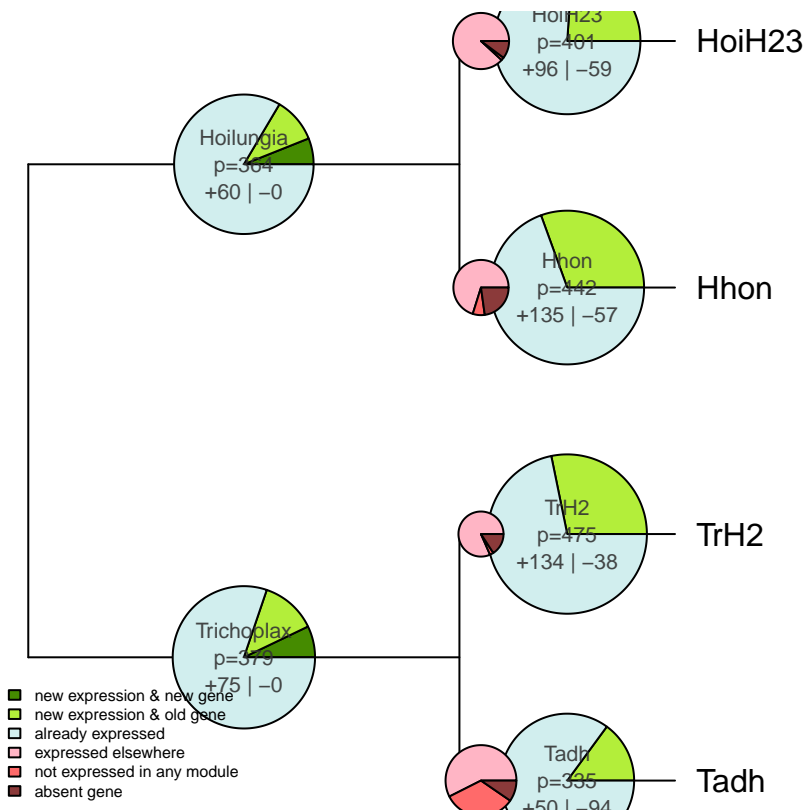 HoiH23
p=401
+96 | −59
HoiH23
Hoilungia
p=364
+60 | −0
Hhon
p=442
+135 | −57
Hhon
TrH2
p=475
+134 | −38
TrH2
Trichoplax
p=379
+75 | −0
Tadh
p=335
+50 | −94
Tadh
new expression & new gene
new expression & old gene
already expressed
expressed elsewhere
not expressed in any module
absent gene